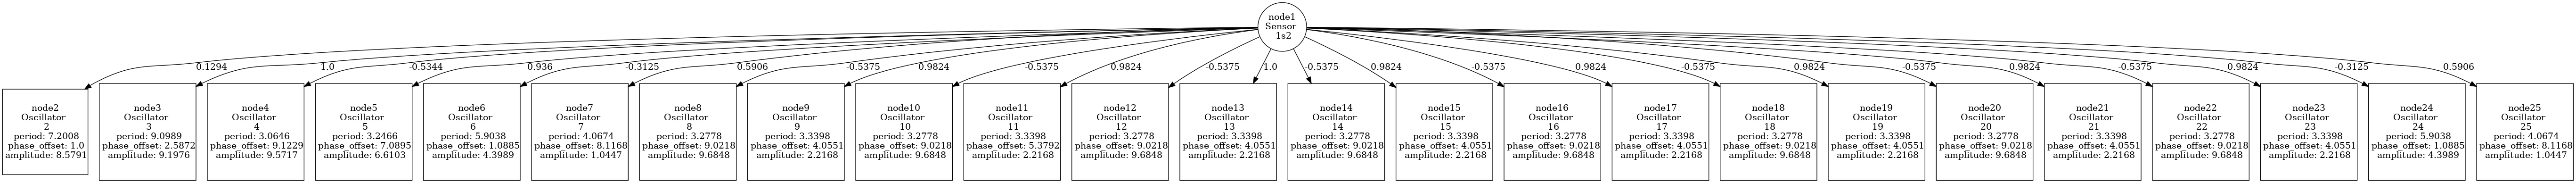 node1
Sensor
1s2
0.1294
1.0
-0.5344
0.936
-0.3125
0.5906
-0.5375
0.9824
-0.5375
0.9824
-0.5375
1.0
-0.5375
0.9824
-0.5375
0.9824
-0.5375
0.9824
-0.5375
0.9824
-0.5375
0.9824
-0.3125
0.5906
node2
Oscillator
2
period: 7.2008
phase_offset: 1.0
amplitude: 8.5791
node3
Oscillator
3
period: 9.0989
phase_offset: 2.5872
amplitude: 9.1976
node4
Oscillator
4
period: 3.0646
phase_offset: 9.1229
amplitude: 9.5717
node5
Oscillator
5
period: 3.2466
phase_offset: 7.0895
amplitude: 6.6103
node6
Oscillator
6
period: 5.9038
phase_offset: 1.0885
amplitude: 4.3989
node7
Oscillator
7
period: 4.0674
phase_offset: 8.1168
amplitude: 1.0447
node8
Oscillator
8
period: 3.2778
phase_offset: 9.0218
amplitude: 9.6848
node9
Oscillator
9
period: 3.3398
phase_offset: 4.0551
amplitude: 2.2168
node10
Oscillator
10
period: 3.2778
phase_offset: 9.0218
amplitude: 9.6848
node11
Oscillator
11
period: 3.3398
phase_offset: 5.3792
amplitude: 2.2168
node12
Oscillator
12
period: 3.2778
phase_offset: 9.0218
amplitude: 9.6848
node13
Oscillator
13
period: 3.3398
phase_offset: 4.0551
amplitude: 2.2168
node14
Oscillator
14
period: 3.2778
phase_offset: 9.0218
amplitude: 9.6848
node15
Oscillator
15
period: 3.3398
phase_offset: 4.0551
amplitude: 2.2168
node16
Oscillator
16
period: 3.2778
phase_offset: 9.0218
amplitude: 9.6848
node17
Oscillator
17
period: 3.3398
phase_offset: 4.0551
amplitude: 2.2168
node18
Oscillator
18
period: 3.2778
phase_offset: 9.0218
amplitude: 9.6848
node19
Oscillator
19
period: 3.3398
phase_offset: 4.0551
amplitude: 2.2168
node20
Oscillator
20
period: 3.2778
phase_offset: 9.0218
amplitude: 9.6848
node21
Oscillator
21
period: 3.3398
phase_offset: 4.0551
amplitude: 2.2168
node22
Oscillator
22
period: 3.2778
phase_offset: 9.0218
amplitude: 9.6848
node23
Oscillator
23
period: 3.3398
phase_offset: 4.0551
amplitude: 2.2168
node24
Oscillator
24
period: 5.9038
phase_offset: 1.0885
amplitude: 4.3989
node25
Oscillator
25
period: 4.0674
phase_offset: 8.1168
amplitude: 1.0447